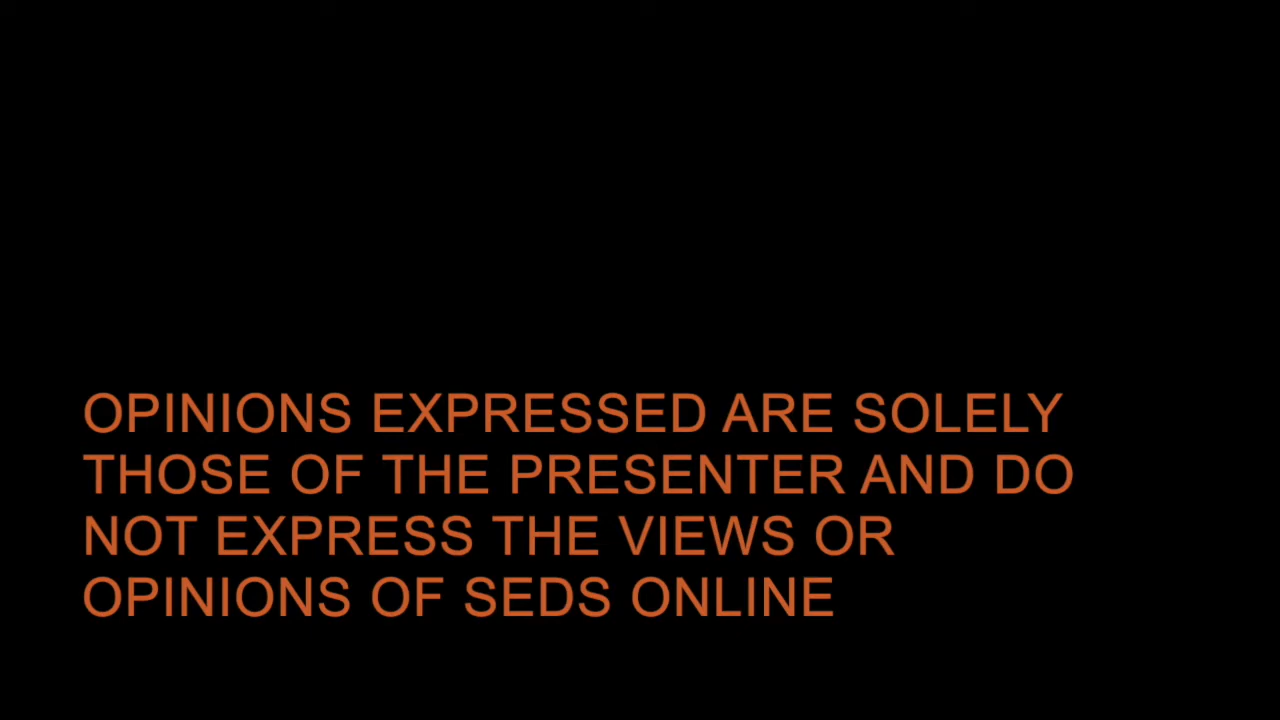 OPINIONS EXPRESSED ARE SOLELY
THOSE OF THE PRESENTER AND DO
NOT EXPRESS THE VIEWS OR
OPINIONS OF SEDS ONLINE